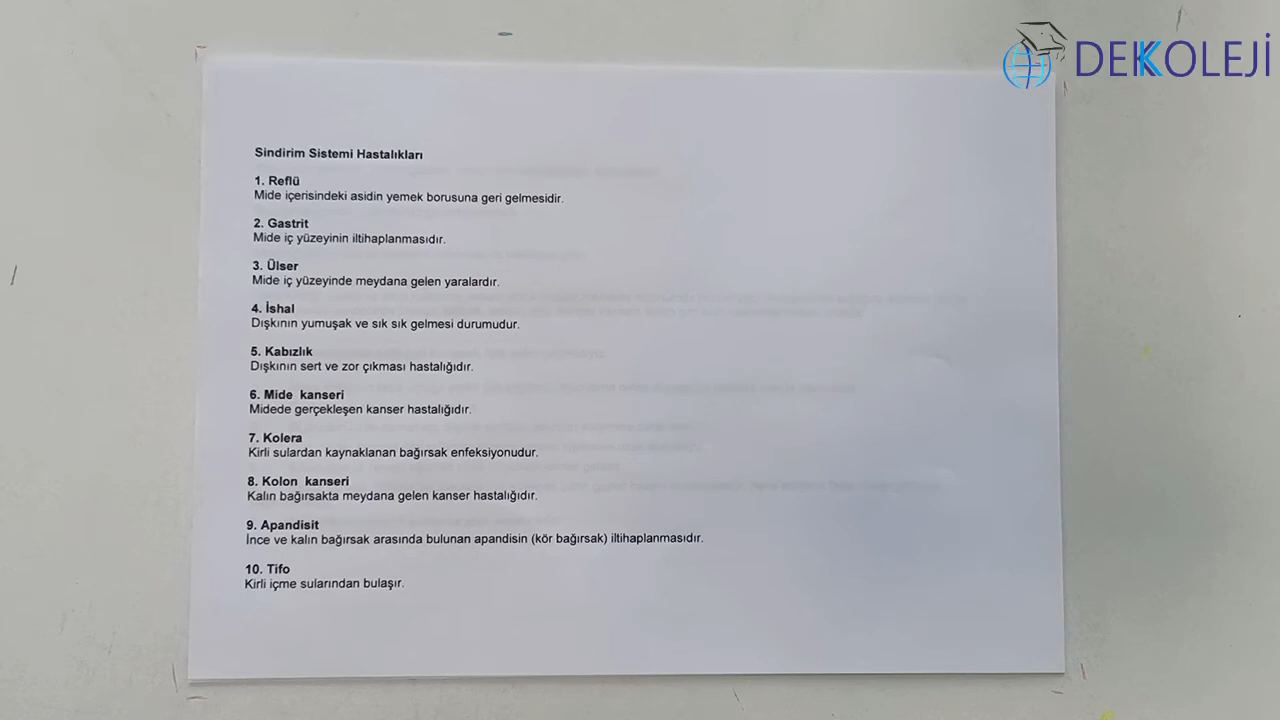 DEKKOLEJİ
Sindirim Sistemi Hastalıkları
1. Reflü
Mide içerisindeki asidin yemek borusuna geri gelmesidir.
2. Gastrit
Mide iç yüzeyinin iltihaplanmasıdır.
3. Ülser
Mide iç yüzeyinde meydana gelen yaralardır.
4. İshal
Dışkının yumuşak ve sık sık gelmesi durumudur.
5. Kabızlık
Dışkının sert ve zor çıkması hastalığıdır.
6. Mide kanseri
Midede gerçekleşen kanser hastalığıdır.
7. Kolera
Kirli sulardan kaynaklanan bağırsak enfeksiyonudur.
8. Kolon kanseri
Kalın bağırsakta meydana gelen kanser hastalığıdır.
9. Apandisit
İnce ve kalın bağırsak arasında bulunan apandisin (kör bağırsak) iltihaplanmasıdır.
10. Tifo
Kirli içme sularından bulaşır.